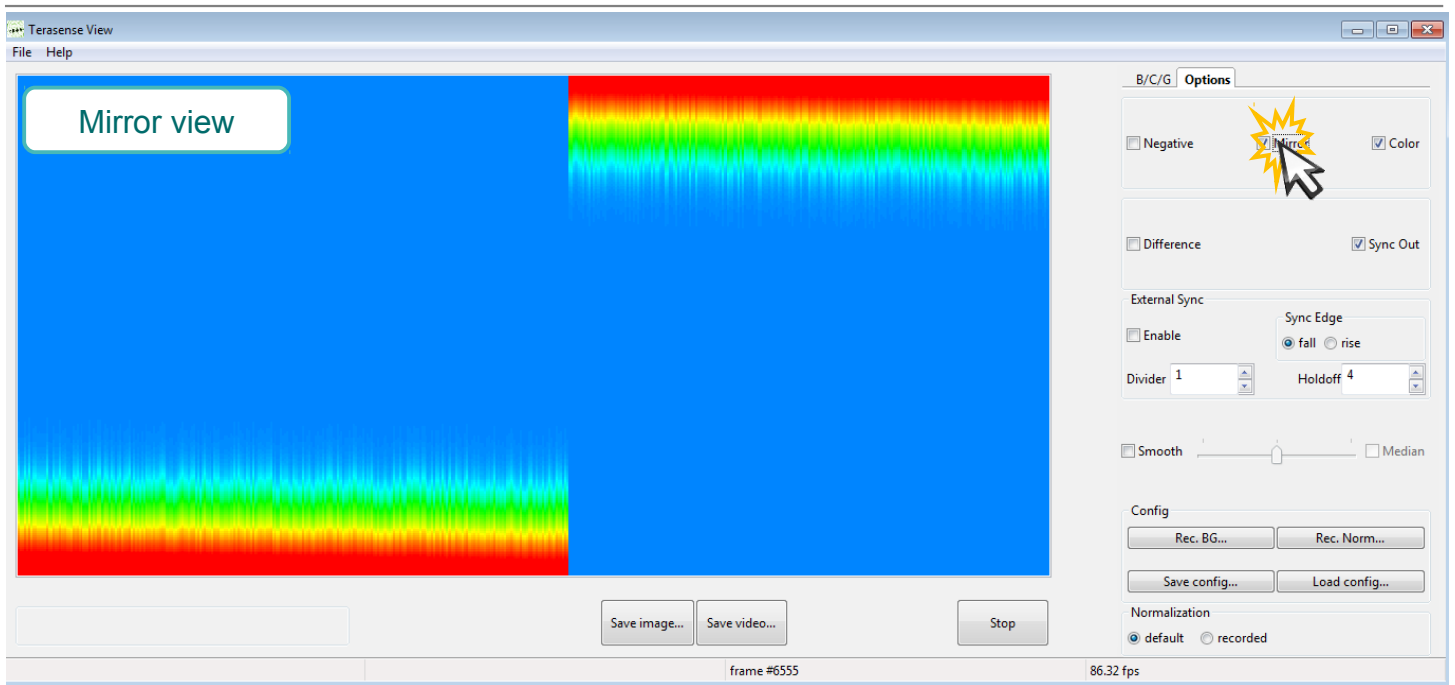 Terasense View
File Help
Mirror view
B/C/G Options
Negative Mirror Color
Difference Sync Out
External Sync
Sync Edge
Enable
fall rise
Divider 1 Holdoff 4
Smooth Median
Config
Rec. BG... Rec. Norm...
Save config... Load config...
Normalization
default recorded
Save image... Save video... Stop
frame #6555 86.32 fps